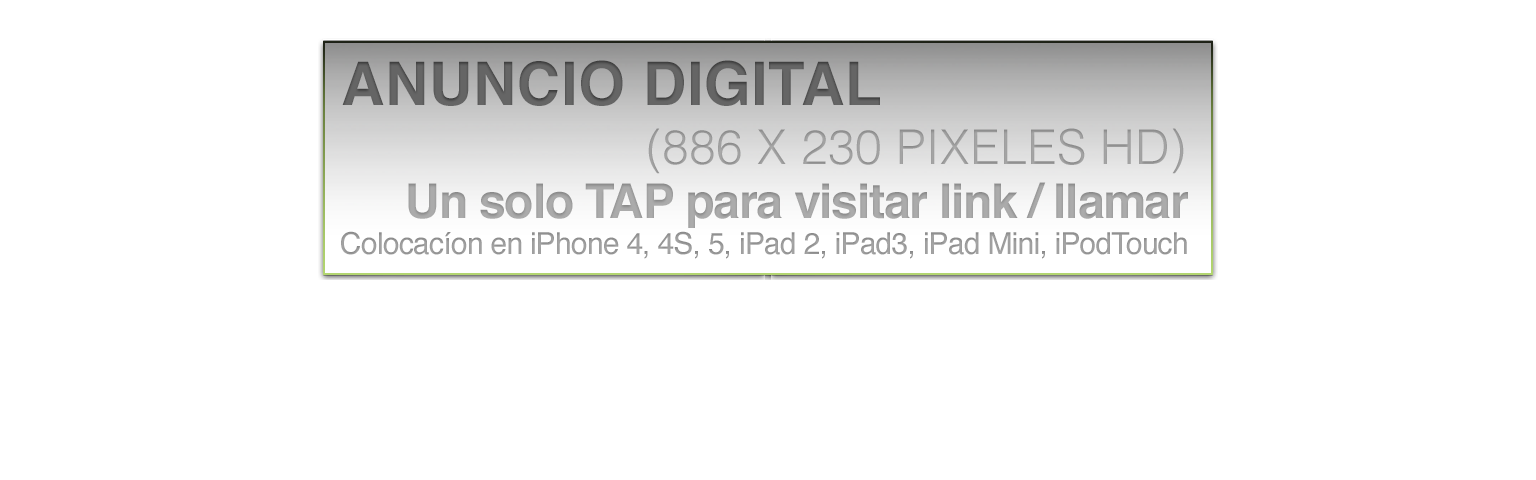 ANUNCIO DIGITAL
(886 X 230 PIXELES HD)
Un solo TAP para visitar link / llamar
Colocacíon en iPhone 4, 4S, 5, iPad 2, iPad3, iPad Mini, iPodTouch